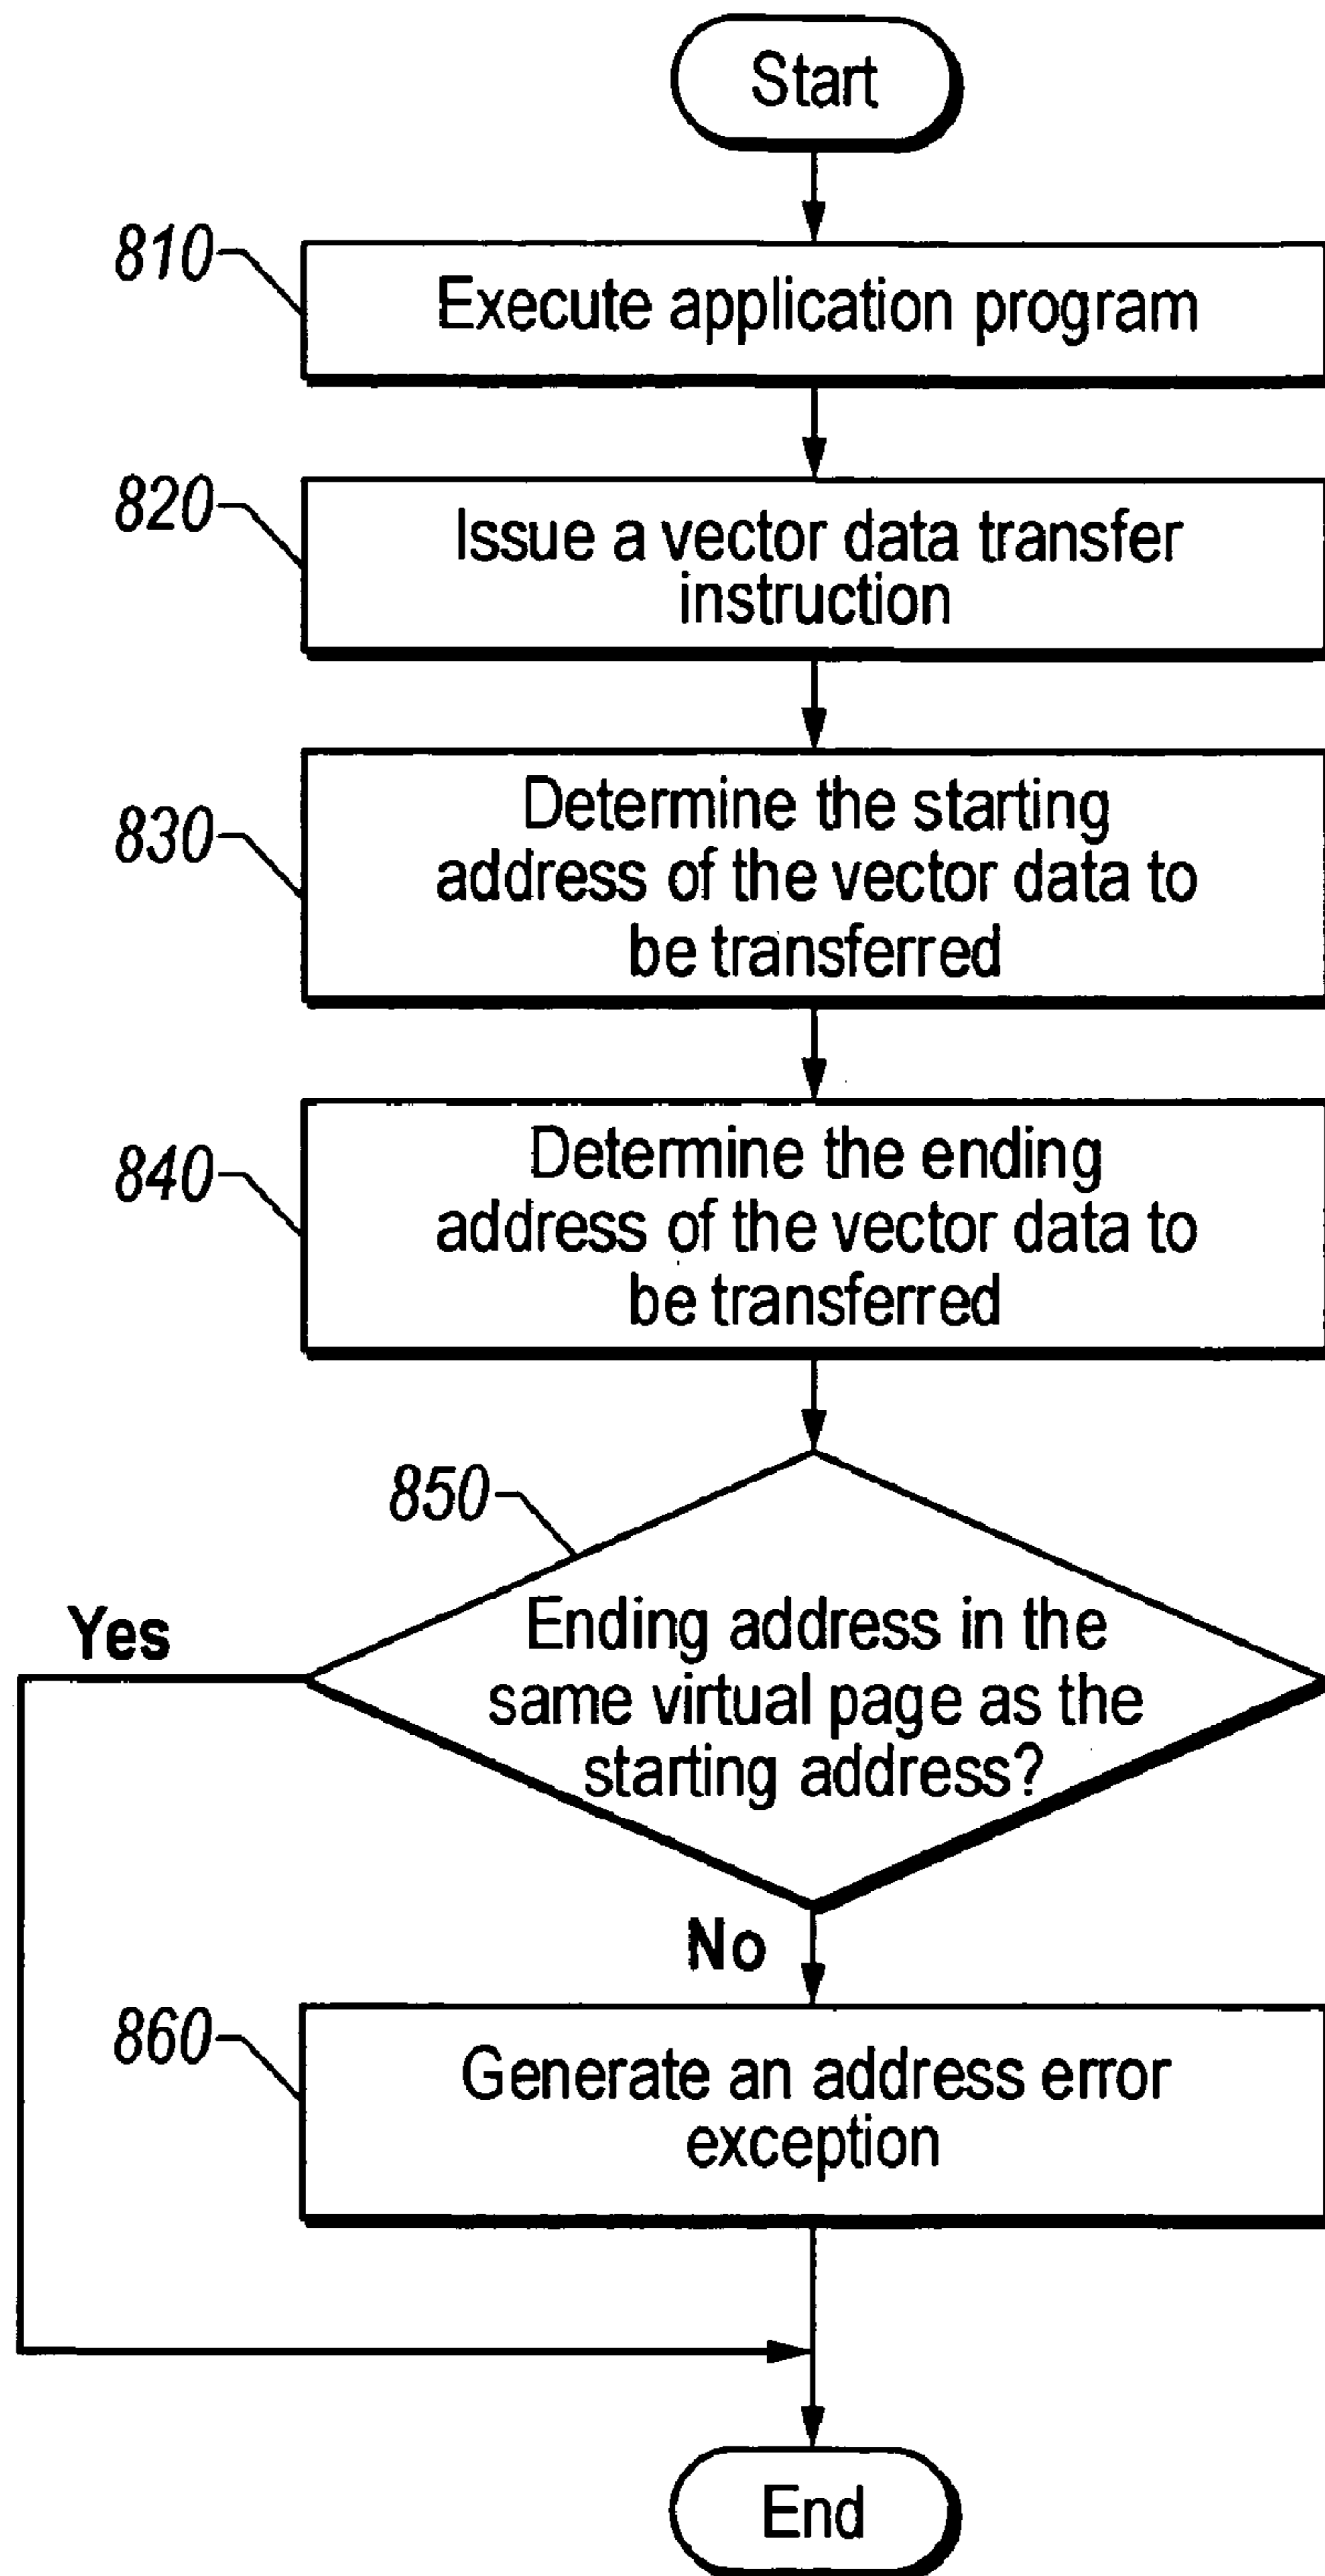 Start
810
Execute application program
820
Issue a vector data transfer
instruction
830
Determine the starting
address of the vector data to
be transferred
840
Determine the ending
address of the vector data to
be transferred
850
Yes
Ending address in the
same virtual page as the
starting address?
No
860
Generate an address error
exception
End